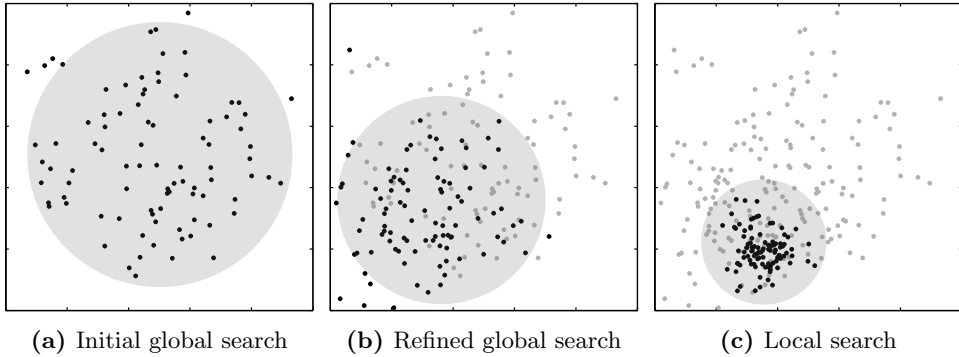 (a) Initial global search
(b) Refined global search
(c) Local search